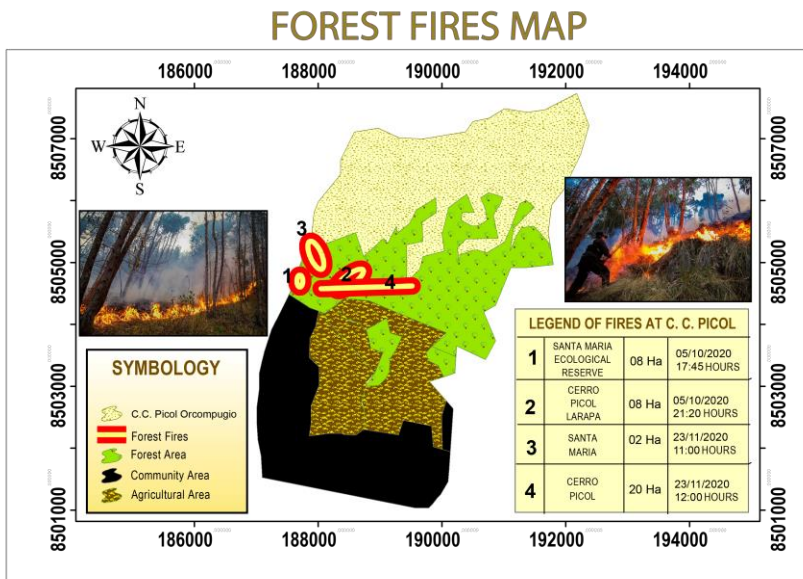 FOREST FIRES MAP
186000 188000 190000 192000 194000
8507000
8507000
N
W E
S
3
8505000
8505000
1
2
4
LEGEND OF FIRES AT C. C. PICOL
1 SANTA MARIA ECOLOGICAL RESERVE 08 Ha 05/10/2020 17:45 HOURS
2 CERRO PICOL LARAPA 08 Ha 05/10/2020 21:20 HOURS
3 SANTA MARIA 02 Ha 23/11/2020 11:00 HOURS
4 CERRO PICOL 20 Ha 23/11/2020 12:00 HOURS
SYMBOLOGY
C.C. Picol Orcompugio
Forest Fires
Forest Area
Community Area
Agricultural Area
8503000
8503000
8501000
8501000
186000 188000 190000 192000 194000